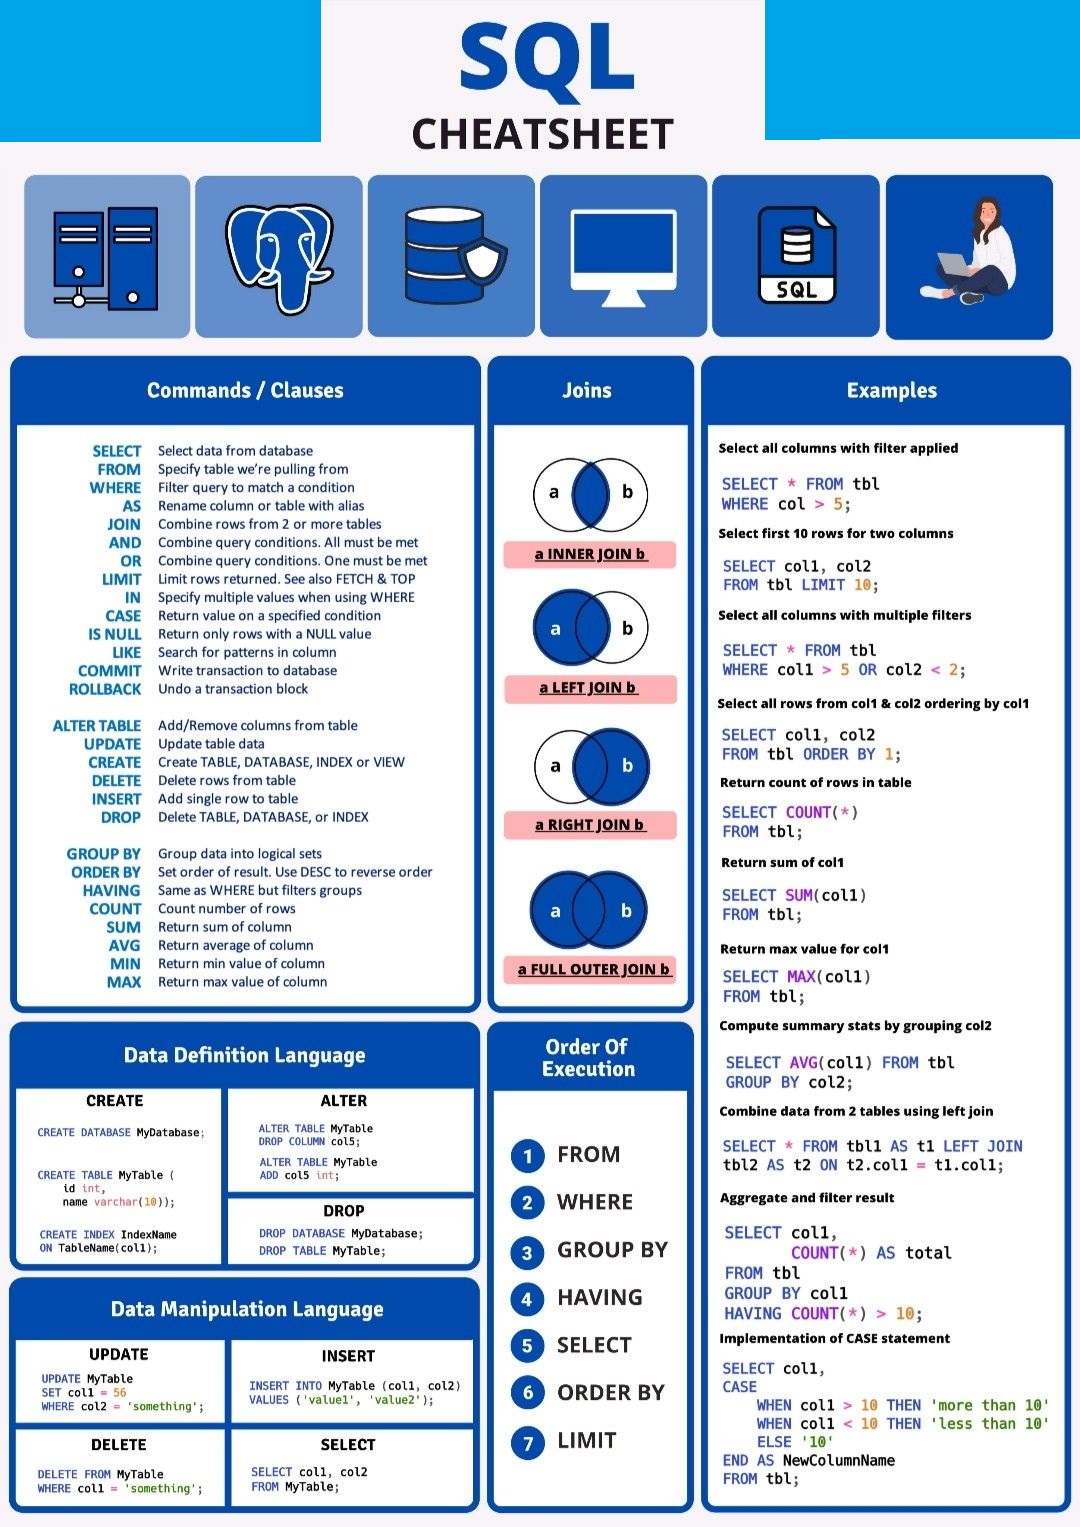 SQL
CHEATSHEET
SQL
Commands / Clauses
SELECT Select data from database
FROM Specify table we're pulling from
WHERE Filter query to match a condition
AS Rename column or table with alias
JOIN Combine rows from 2 or more tables
AND Combine query conditions. All must be met
OR Combine query conditions. One must be met
LIMIT Limit rows returned. See also FETCH & TOP
IN Specify multiple values when using WHERE
CASE Return value on a specified condition
IS NULL Return only rows with a NULL value
LIKE Search for patterns in column
COMMIT Write transaction to database
ROLLBACK Undo a transaction block
ALTER TABLE Add/Remove columns from table
UPDATE Update table data
CREATE Create TABLE, DATABASE, INDEX or VIEW
DELETE Delete rows from table
INSERT Add single row to table
DROP Delete TABLE, DATABASE, or INDEX
GROUP BY Group data into logical sets
ORDER BY Set order of result. Use DESC to reverse order
HAVING Same as WHERE but filters groups
COUNT Count number of rows
SUM Return sum of column
AVG Return average of column
MIN Return min value of column
MAX Return max value of column
Joins
a b
a INNER JOIN b
a b
a LEFT JOIN b
a b
a RIGHT JOIN b
a b
a FULL OUTER JOIN b
Examples
Select all columns with filter applied
SELECT * FROM tbl
WHERE col > 5;
Select first 10 rows for two columns
SELECT col1, col2
FROM tbl LIMIT 10;
Select all columns with multiple filters
SELECT * FROM tbl
WHERE col1 > 5 OR col2 < 2;
Select all rows from col1 & col2 ordering by col1
SELECT col1, col2
FROM tbl ORDER BY 1;
Return count of rows in table
SELECT COUNT(*)
FROM tbl;
Return sum of col1
SELECT SUM(col1)
FROM tbl;
Return max value for col1
SELECT MAX(col1)
FROM tbl;
Compute summary stats by grouping col2
SELECT AVG(col1) FROM tbl
GROUP BY col2;
Combine data from 2 tables using left join
SELECT * FROM tbl1 AS t1 LEFT JOIN
tbl2 AS t2 ON t2.col1 = t1.col1;
Aggregate and filter result
SELECT col1,
COUNT(*) AS total
FROM tbl
GROUP BY col1
HAVING COUNT(*) > 10;
Implementation of CASE statement
SELECT col1,
CASE
WHEN col1 > 10 THEN 'more than 10'
WHEN col1 < 10 THEN 'less than 10'
ELSE '10'
END AS NewColumnName
FROM tbl;
Data Definition Language
CREATE
CREATE DATABASE MyDatabase;
CREATE TABLE MyTable (
id int,
name varchar(10));
CREATE INDEX IndexName
ON TableName(col1);
ALTER
ALTER TABLE MyTable
DROP COLUMN col5;
ALTER TABLE MyTable
ADD col5 int;
DROP
DROP DATABASE MyDatabase;
DROP TABLE MyTable;
Data Manipulation Language
UPDATE
UPDATE MyTable
SET col1 = 56
WHERE col2 = 'something';
INSERT
INSERT INTO MyTable (col1, col2)
VALUES ('value1', 'value2');
DELETE
DELETE FROM MyTable
WHERE col1 = 'something';
SELECT
SELECT col1, col2
FROM MyTable;
Order Of
Execution
1 FROM
2 WHERE
3 GROUP BY
4 HAVING
5 SELECT
6 ORDER BY
7 LIMIT